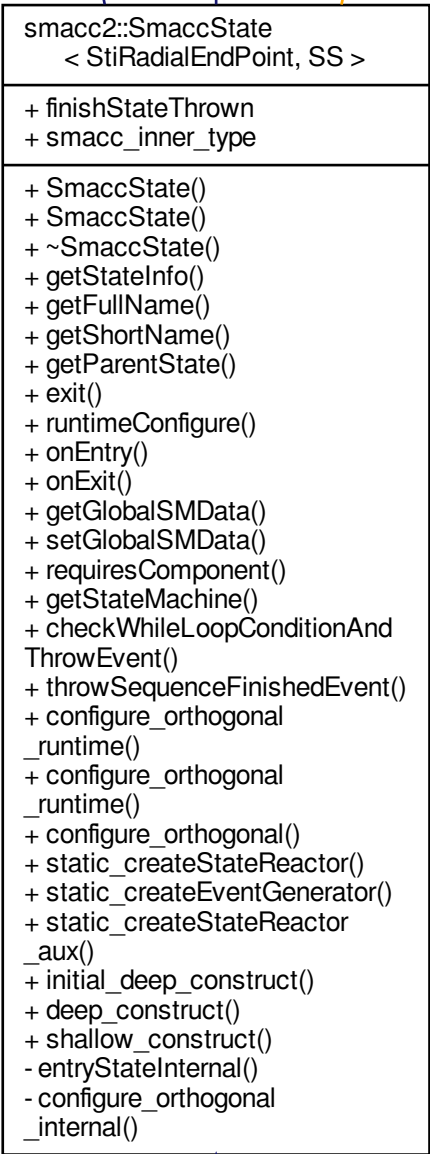 smacc2::SmaccState
< StiRadialEndPoint, SS >
+ finishStateThrown
+ smacc_inner_type
+ SmaccState()
+ SmaccState()
+ ~SmaccState()
+ getStateInfo()
+ getFullName()
+ getShortName()
+ getParentState()
+ exit()
+ runtimeConfigure()
+ onEntry()
+ onExit()
+ getGlobalSMData()
+ setGlobalSMData()
+ requiresComponent()
+ getStateMachine()
+ checkWhileLoopConditionAnd
ThrowEvent()
+ throwSequenceFinishedEvent()
+ configure_orthogonal
_runtime()
+ configure_orthogonal
_runtime()
+ configure_orthogonal()
+ static_createStateReactor()
+ static_createEventGenerator()
+ static_createStateReactor
_aux()
+ initial_deep_construct()
+ deep_construct()
+ shallow_construct()
- entryStateInternal()
- configure_orthogonal
_internal()